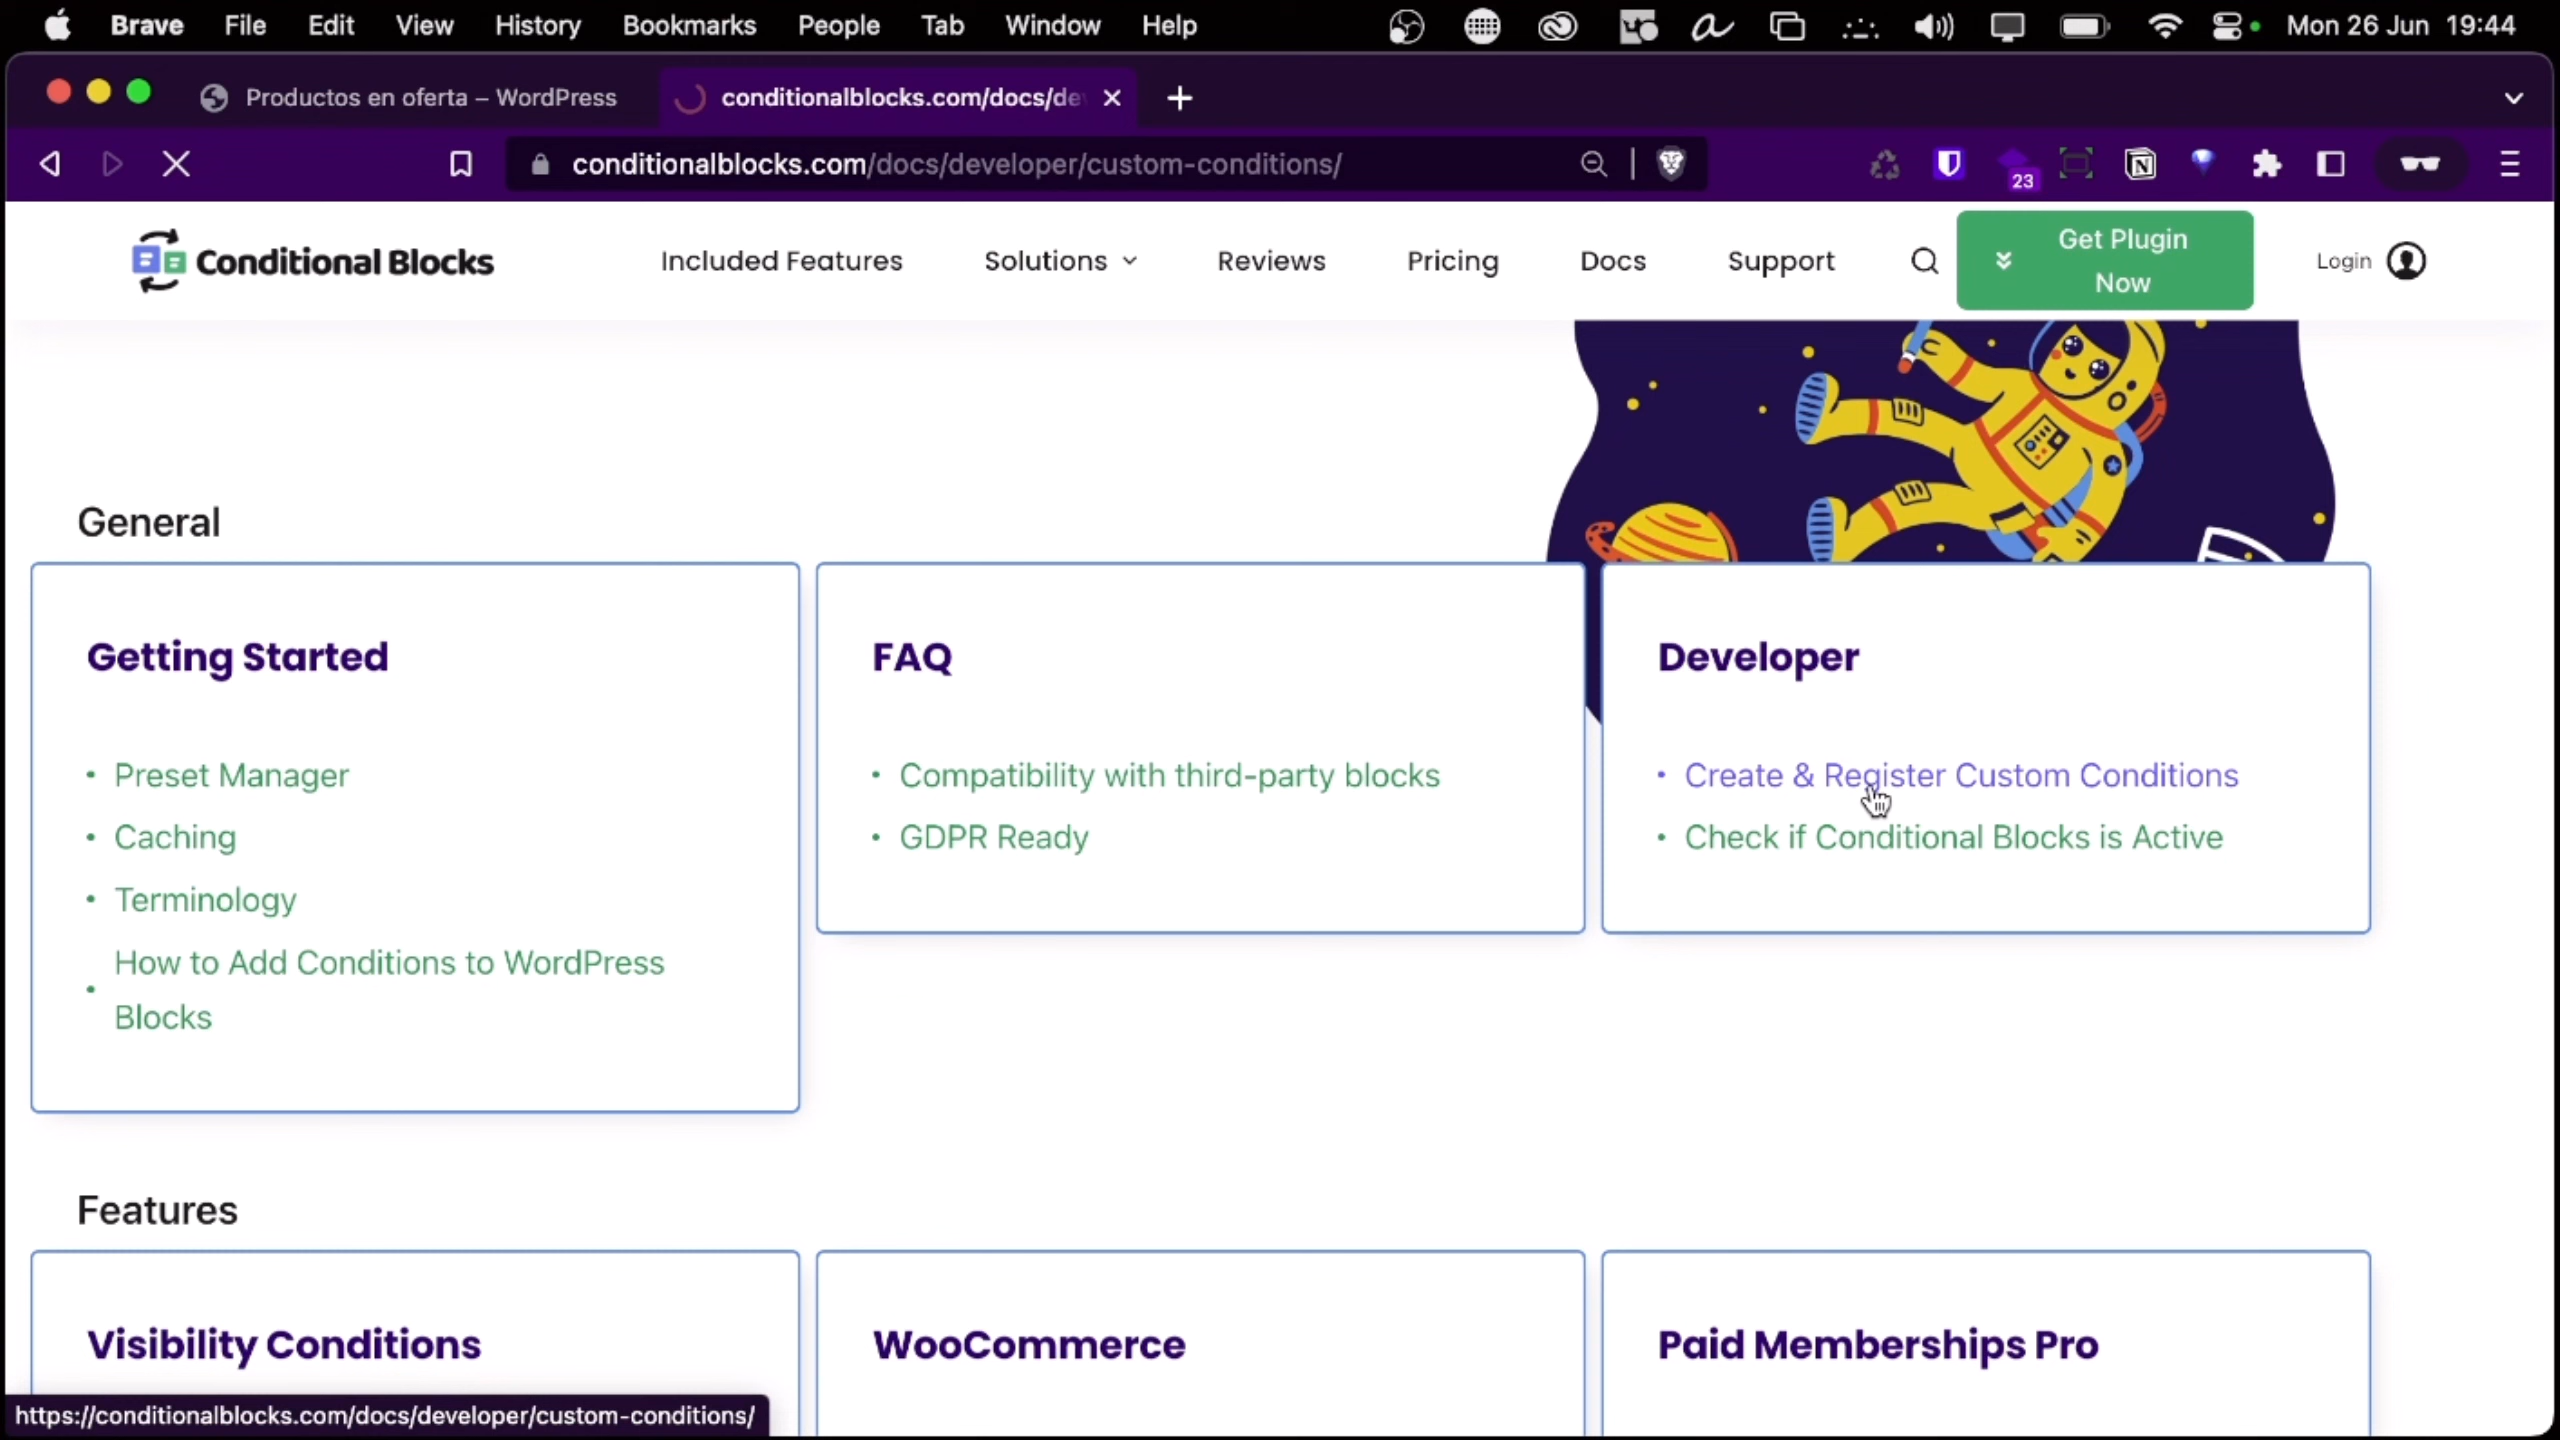 Brave File Edit View History Bookmarks People Tab Window Help Mon 26 Jun 19:44
Productos en oferta – WordPress conditionalblocks.com/docs/de
conditionalblocks.com/docs/developer/custom-conditions/ 23
Conditional Blocks Included Features Solutions Reviews Pricing Docs Support Get Plugin Now Login
General
Getting Started
• Preset Manager
• Caching
• Terminology
• How to Add Conditions to WordPress
Blocks
FAQ
• Compatibility with third-party blocks
• GDPR Ready
Developer
• Create & Register Custom Conditions
• Check if Conditional Blocks is Active
Features
Visibility Conditions
WooCommerce
Paid Memberships Pro
https://conditionalblocks.com/docs/developer/custom-conditions/